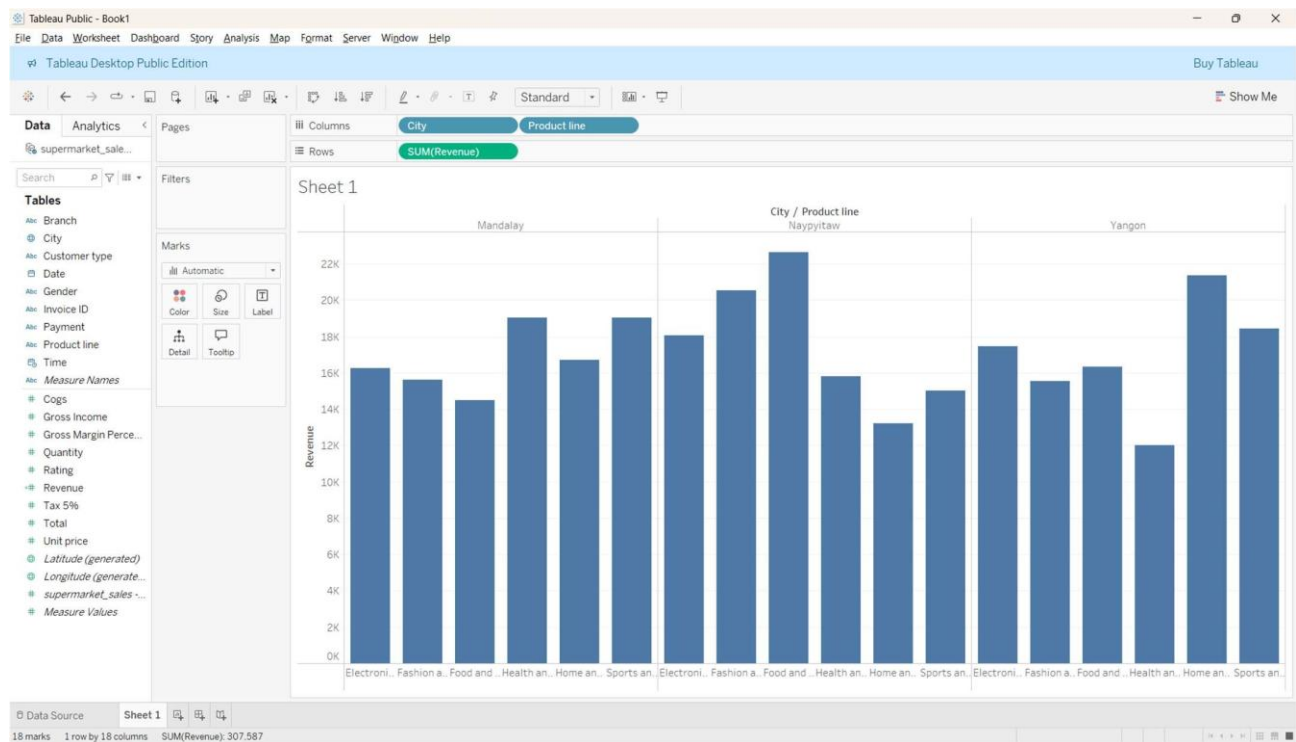 Tableau Public - Book1
File Data Worksheet Dashboard Story Analysis Map Format Server Window Help
Tableau Desktop Public Edition Buy Tableau
Standard Show Me
Data Analytics
Pages
Columns City Product line
supermarket_sale...
Rows SUM(Revenue)
Search
Filters
Sheet 1
Tables
Abc Branch
City
Abc Customer type
Date
Abc Gender
Abc Invoice ID
Abc Payment
Abc Product line
Time
Abc Measure Names
# Cogs
# Gross Income
# Gross Margin Perce...
# Quantity
# Rating
=# Revenue
# Tax 5%
# Total
# Unit price
Latitude (generated)
Longitude (generate...
# supermarket_sales -...
# Measure Values
Marks
Automatic
Color Size Label
Detail Tooltip
City / Product line
Mandalay Naypyitaw Yangon
Revenue
22K
20K
18K
16K
14K
12K
10K
8K
6K
4K
2K
0K
Electroni.. Fashion a.. Food and .. Health an.. Home an.. Sports an.. Electroni.. Fashion a.. Food and .. Health an.. Home an.. Sports an.. Electroni.. Fashion a.. Food and .. Health an.. Home an.. Sports an..
Data Source Sheet 1
18 marks 1 row by 18 columns SUM(Revenue): 307,587